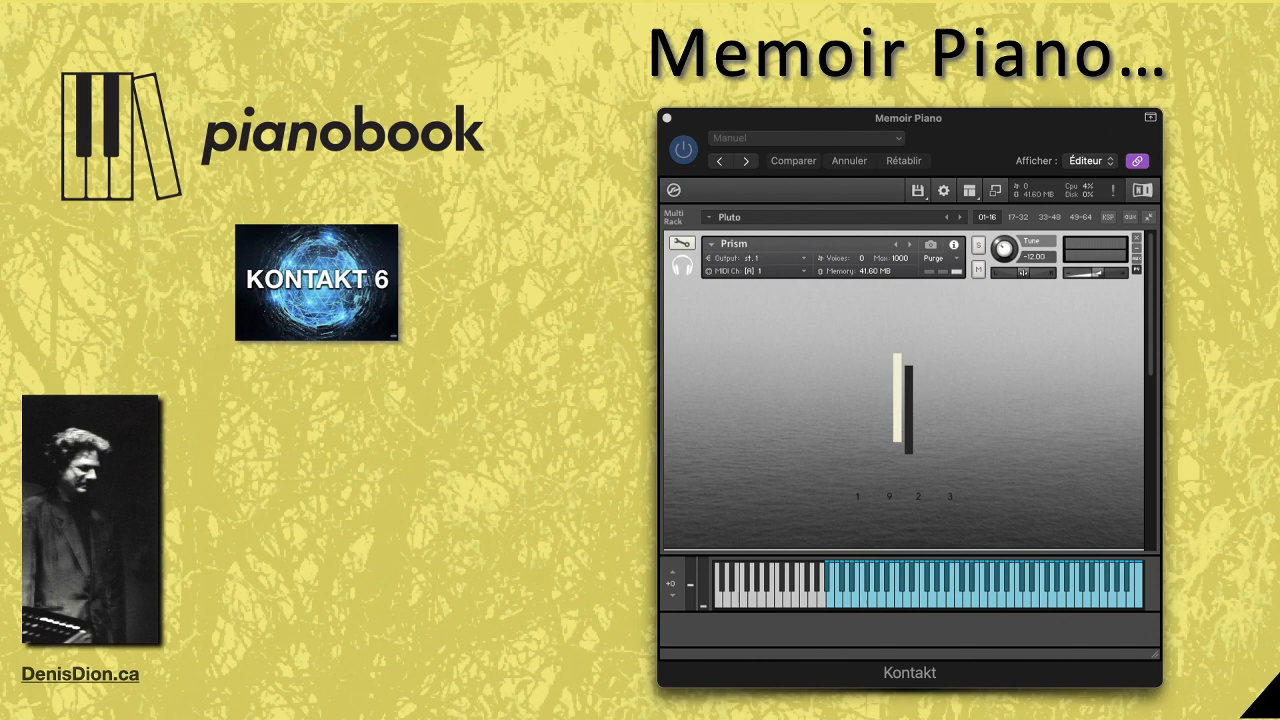 Memoir Piano...
pianobook
KONTAKT 6
DenisDion.ca
Memoir Piano
Manuel
Comparer Annuler Rétablir
Afficher : Éditeur
0 Cpu 4%
41.60 MB Disk 0%
Multi
Rack
Pluto
01-16 17-32 33-48 49-64 KSP aux
Prism
Output: st. 1 Voices: 0 Max: 1000 Purge
MIDI Ch: [A] 1 Memory: 41.60 MB
S
M
Tune
-12.00
L R
1 9 2 3
+0
Kontakt